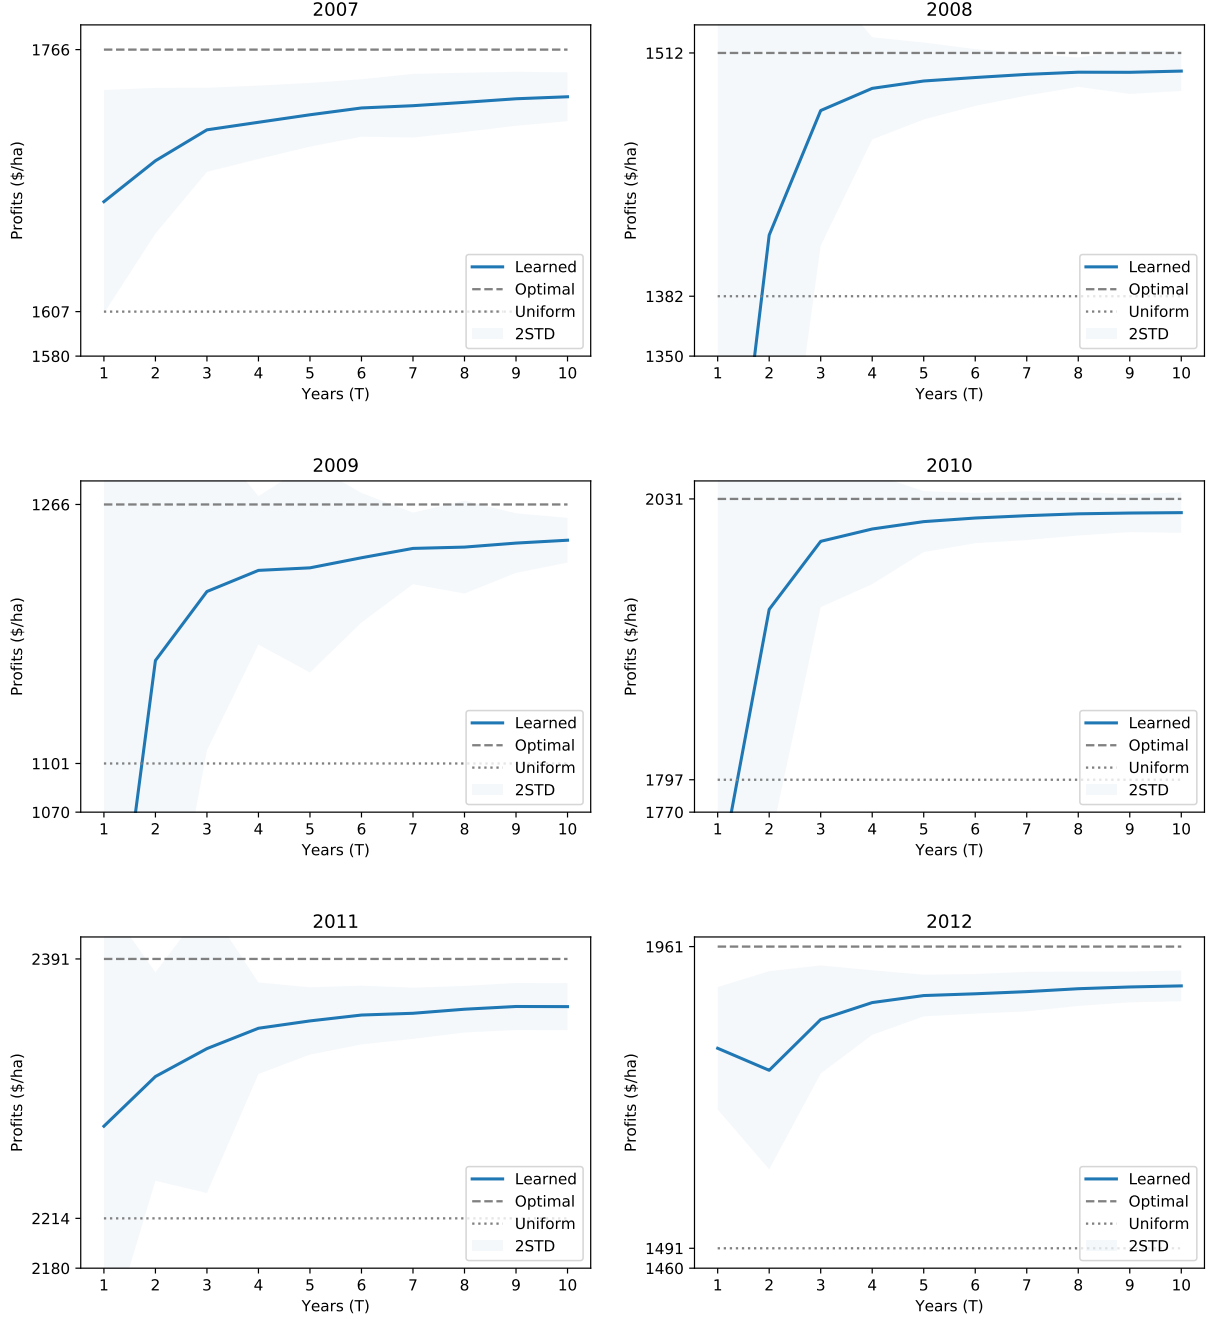 2007
1766
1607
1580
Profits ($/ha)
Learned
Optimal
Uniform
2STD
1 2 3 4 5 6 7 8 9 10
Years (T)
2008
1512
1382
1350
Profits ($/ha)
Learned
Optimal
Uniform
2STD
1 2 3 4 5 6 7 8 9 10
Years (T)
2009
1266
1101
1070
Profits ($/ha)
Learned
Optimal
Uniform
2STD
1 2 3 4 5 6 7 8 9 10
Years (T)
2010
2031
1797
1770
Profits ($/ha)
Learned
Optimal
Uniform
2STD
1 2 3 4 5 6 7 8 9 10
Years (T)
2011
2391
2214
2180
Profits ($/ha)
Learned
Optimal
Uniform
2STD
1 2 3 4 5 6 7 8 9 10
Years (T)
2012
1961
1491
1460
Profits ($/ha)
Learned
Optimal
Uniform
2STD
1 2 3 4 5 6 7 8 9 10
Years (T)